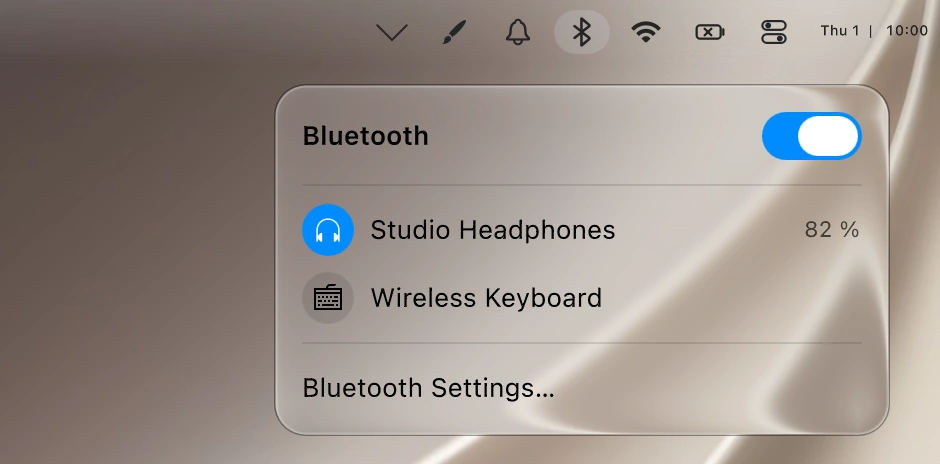 Thu 1 | 10:00
Bluetooth
Studio Headphones 82 %
Wireless Keyboard
Bluetooth Settings...